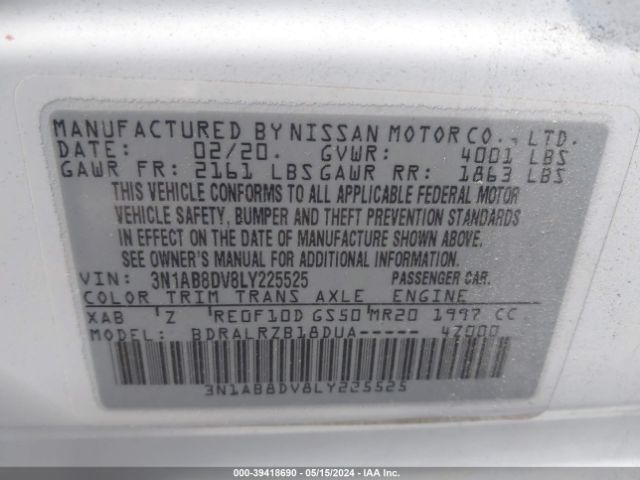 MANUFACTURED BY NISSAN MOTOR CO., LTD.
DATE: 02/20. GVWR: 4001 LBS
GAWR FR: 2161 LBS GAWR RR: 1863 LBS
THIS VEHICLE CONFORMS TO ALL APPLICABLE FEDERAL MOTOR
VEHICLE SAFETY, BUMPER AND THEFT PREVENTION STANDARDS
IN EFFECT ON THE DATE OF MANUFACTURE SHOWN ABOVE.
SEE OWNER'S MANUAL FOR ADDITIONAL INFORMATION.
VIN: 3N1AB8DV8LY225525 PASSENGER CAR.
COLOR TRIM TRANS AXLE ENGINE
XAB Z RE0F10D GS50 MR20 1997 CC
MODEL: BDRALRZB18DUA----- 47000
3N1AB8DV8LY225525
000-39418690 - 05/15/2024 - IAA Inc.